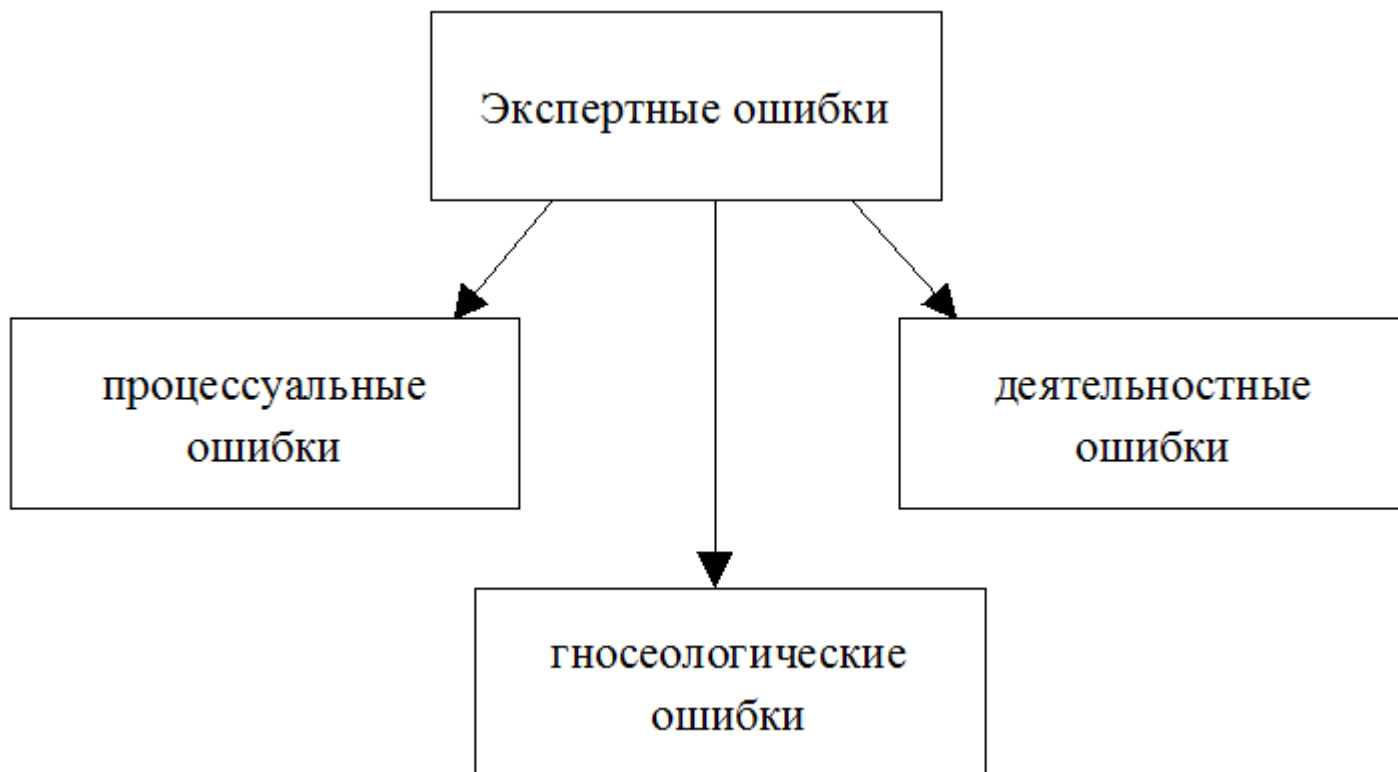 Экспертные ошибки
процессуальные
ошибки
деятельностные
ошибки
гносеологические
ошибки